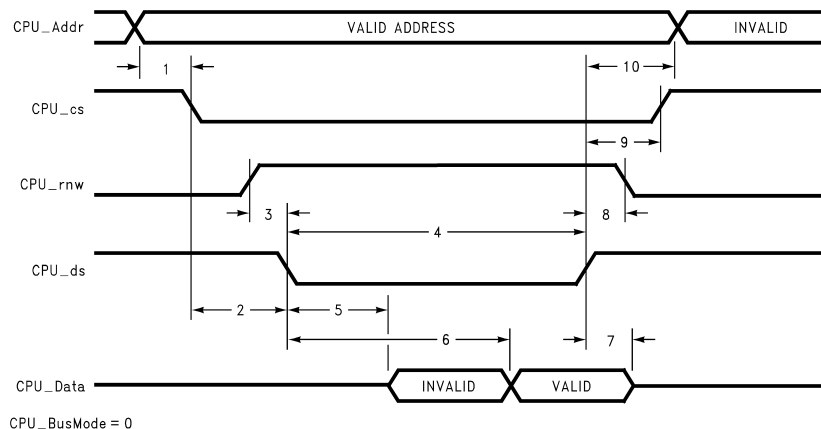 CPU_Addr VALID ADDRESS INVALID
1 10
CPU_cs
9
CPU_rnw
3 8
4
CPU_ds
2 5
6 7
CPU_Data INVALID VALID
CPU_BusMode = 0